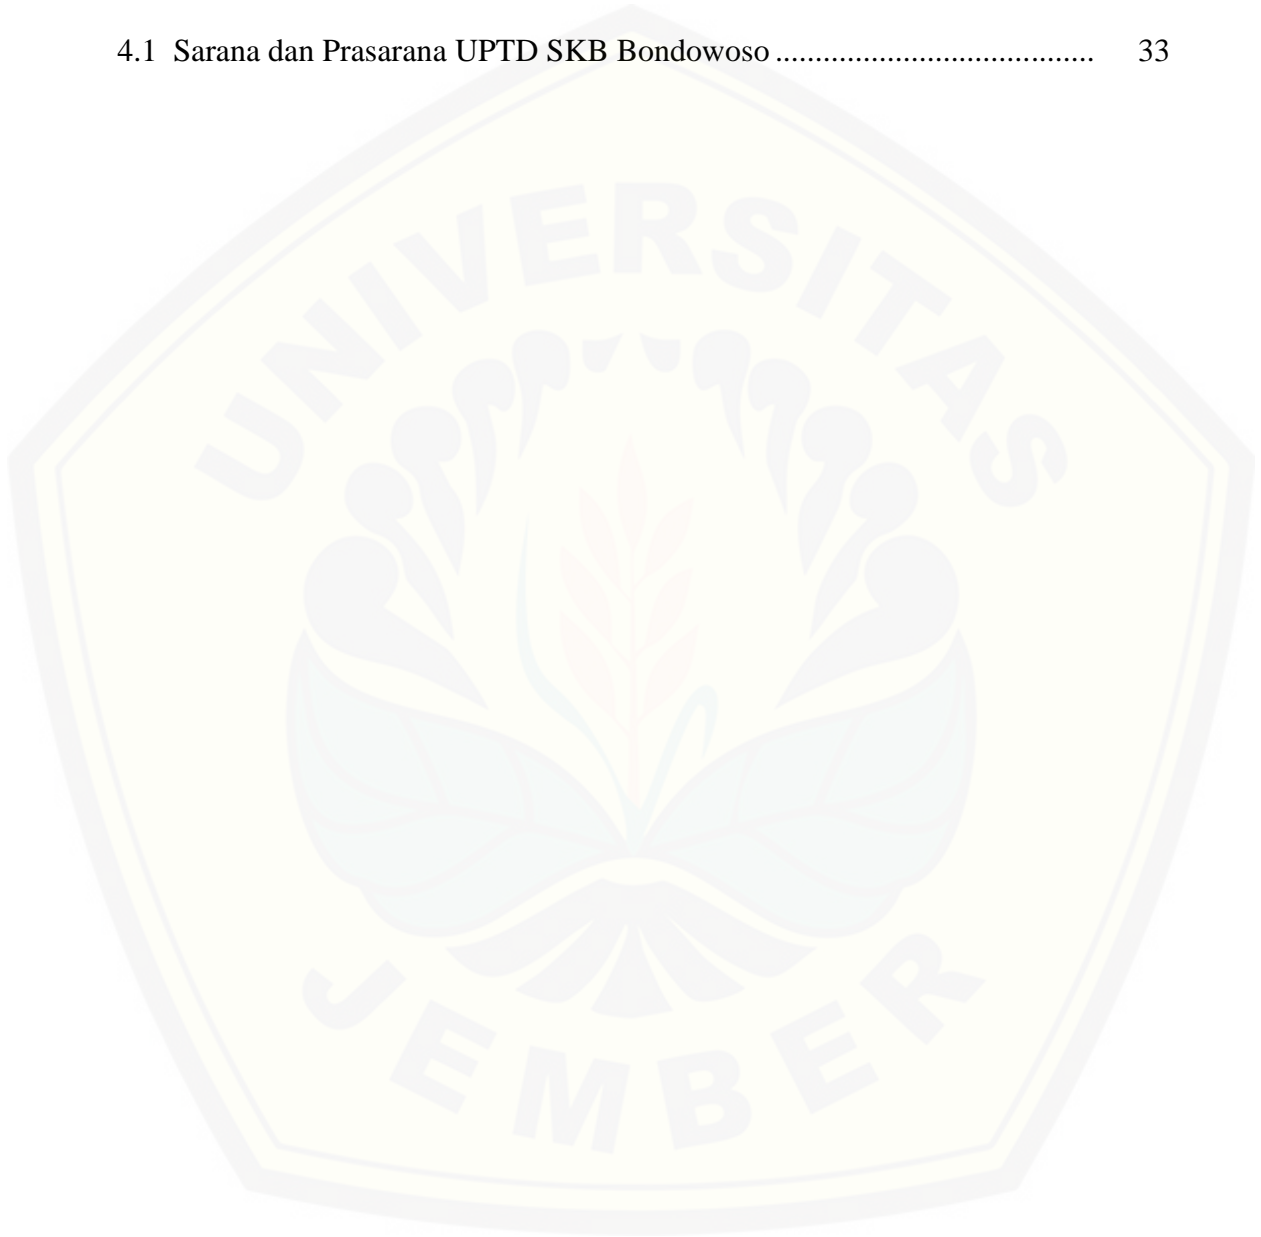 4.1 Sarana dan Prasarana UPTD SKB Bondowoso ........................................ 33
UNIVERSITAS
JEMBER